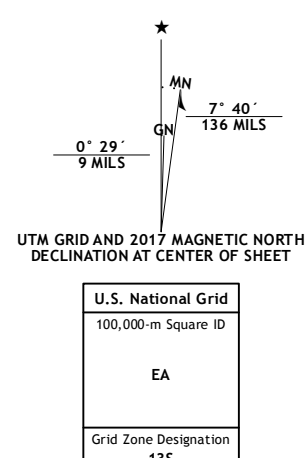 MN
7° 40´
136 MILS
GN
0° 29´
9 MILS
UTM GRID AND 2017 MAGNETIC NORTH
DECLINATION AT CENTER OF SHEET
U.S. National Grid
100,000-m Square ID
EA
Grid Zone Designation
13S